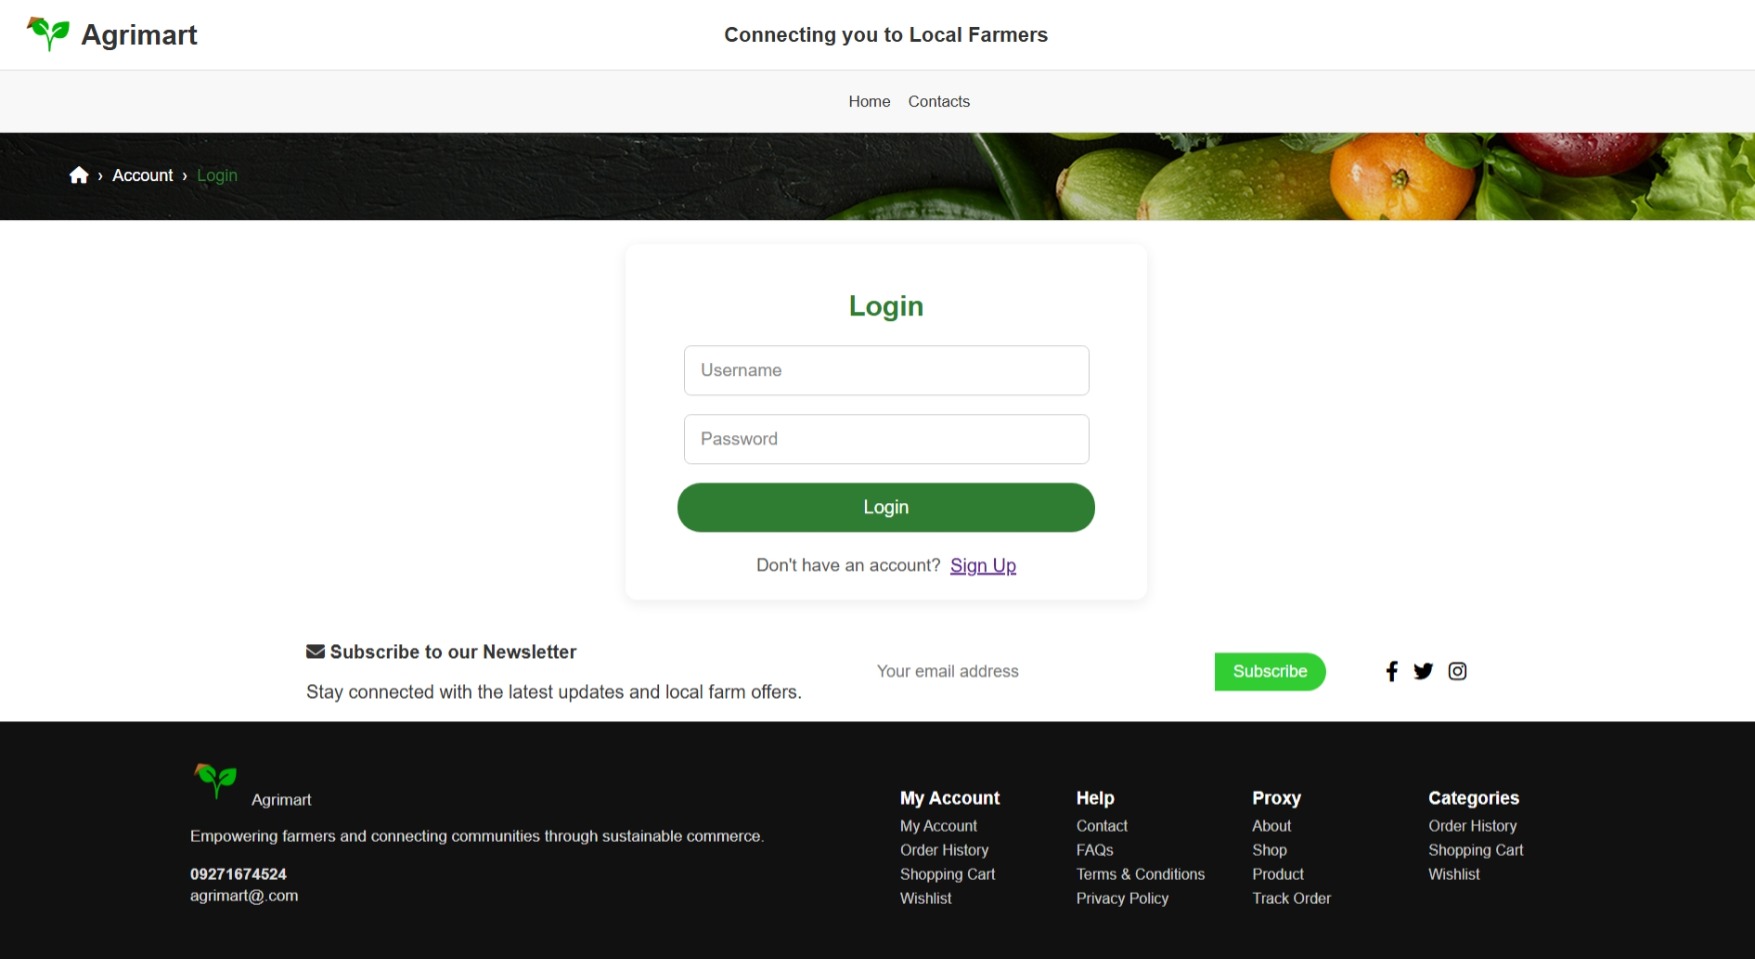 Agrimart
Connecting you to Local Farmers
Home Contacts
› Account › Login
Login
Username
Password
Login
Don't have an account? Sign Up
Subscribe to our Newsletter
Stay connected with the latest updates and local farm offers.
Your email address
Subscribe
Agrimart
Empowering farmers and connecting communities through sustainable commerce.
09271674524
agrimart@.com
My Account
My Account
Order History
Shopping Cart
Wishlist
Help
Contact
FAQs
Terms & Conditions
Privacy Policy
Proxy
About
Shop
Product
Track Order
Categories
Order History
Shopping Cart
Wishlist